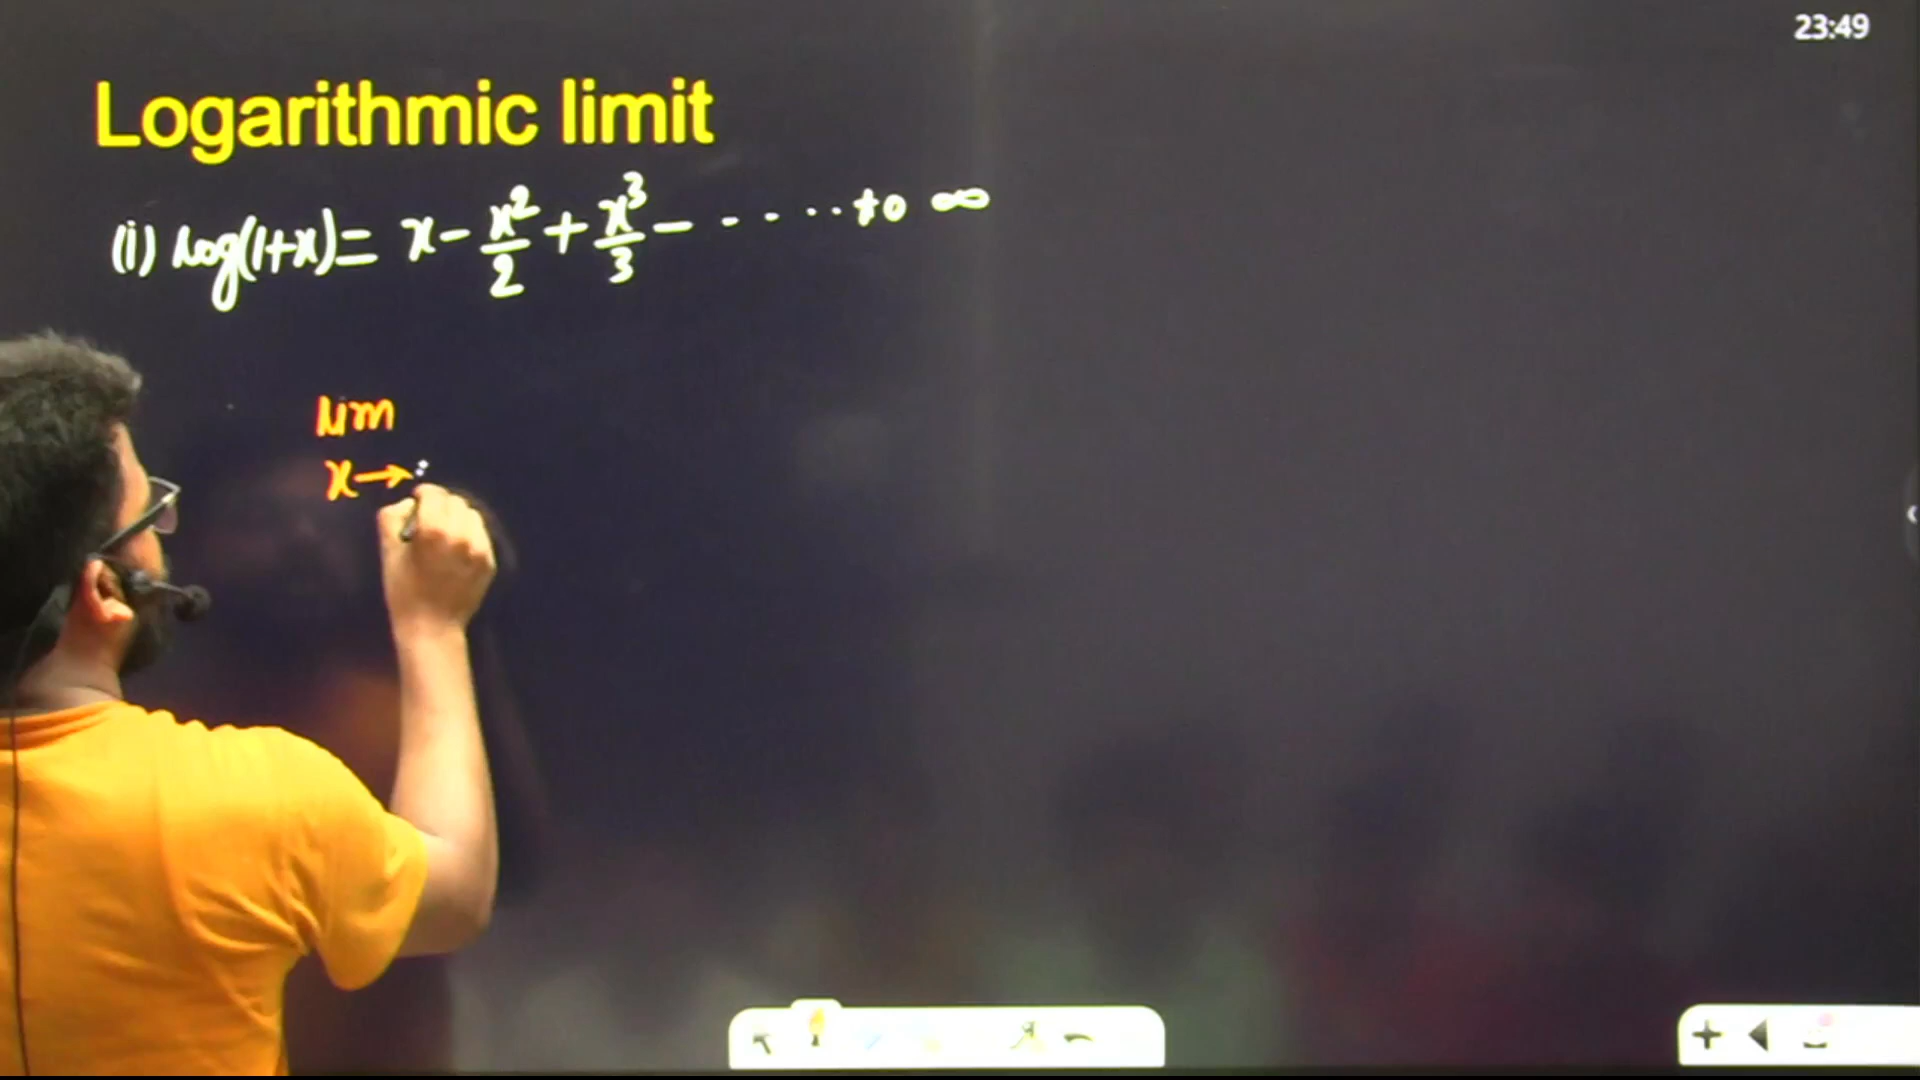 23:49
Logarithmic limit
(i) log(1+x)= x - x²/2 + x³/3 - - - ... to ∞
lim
x→